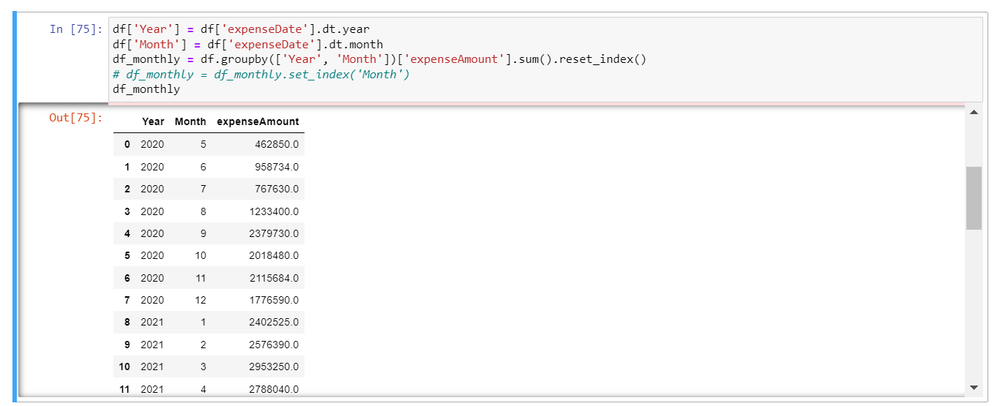 In [75]: df['Year'] = df['expenseDate'].dt.year
df['Month'] = df['expenseDate'].dt.month
df_monthly = df.groupby(['Year', 'Month'])['expenseAmount'].sum().reset_index()
# df_monthly = df_monthly.set_index('Month')
df_monthly
Out[75]:
Year Month expenseAmount
0 2020 5 462850.0
1 2020 6 958734.0
2 2020 7 767630.0
3 2020 8 1233400.0
4 2020 9 2379730.0
5 2020 10 2018480.0
6 2020 11 2115684.0
7 2020 12 1776590.0
8 2021 1 2402525.0
9 2021 2 2576390.0
10 2021 3 2953250.0
11 2021 4 2788040.0